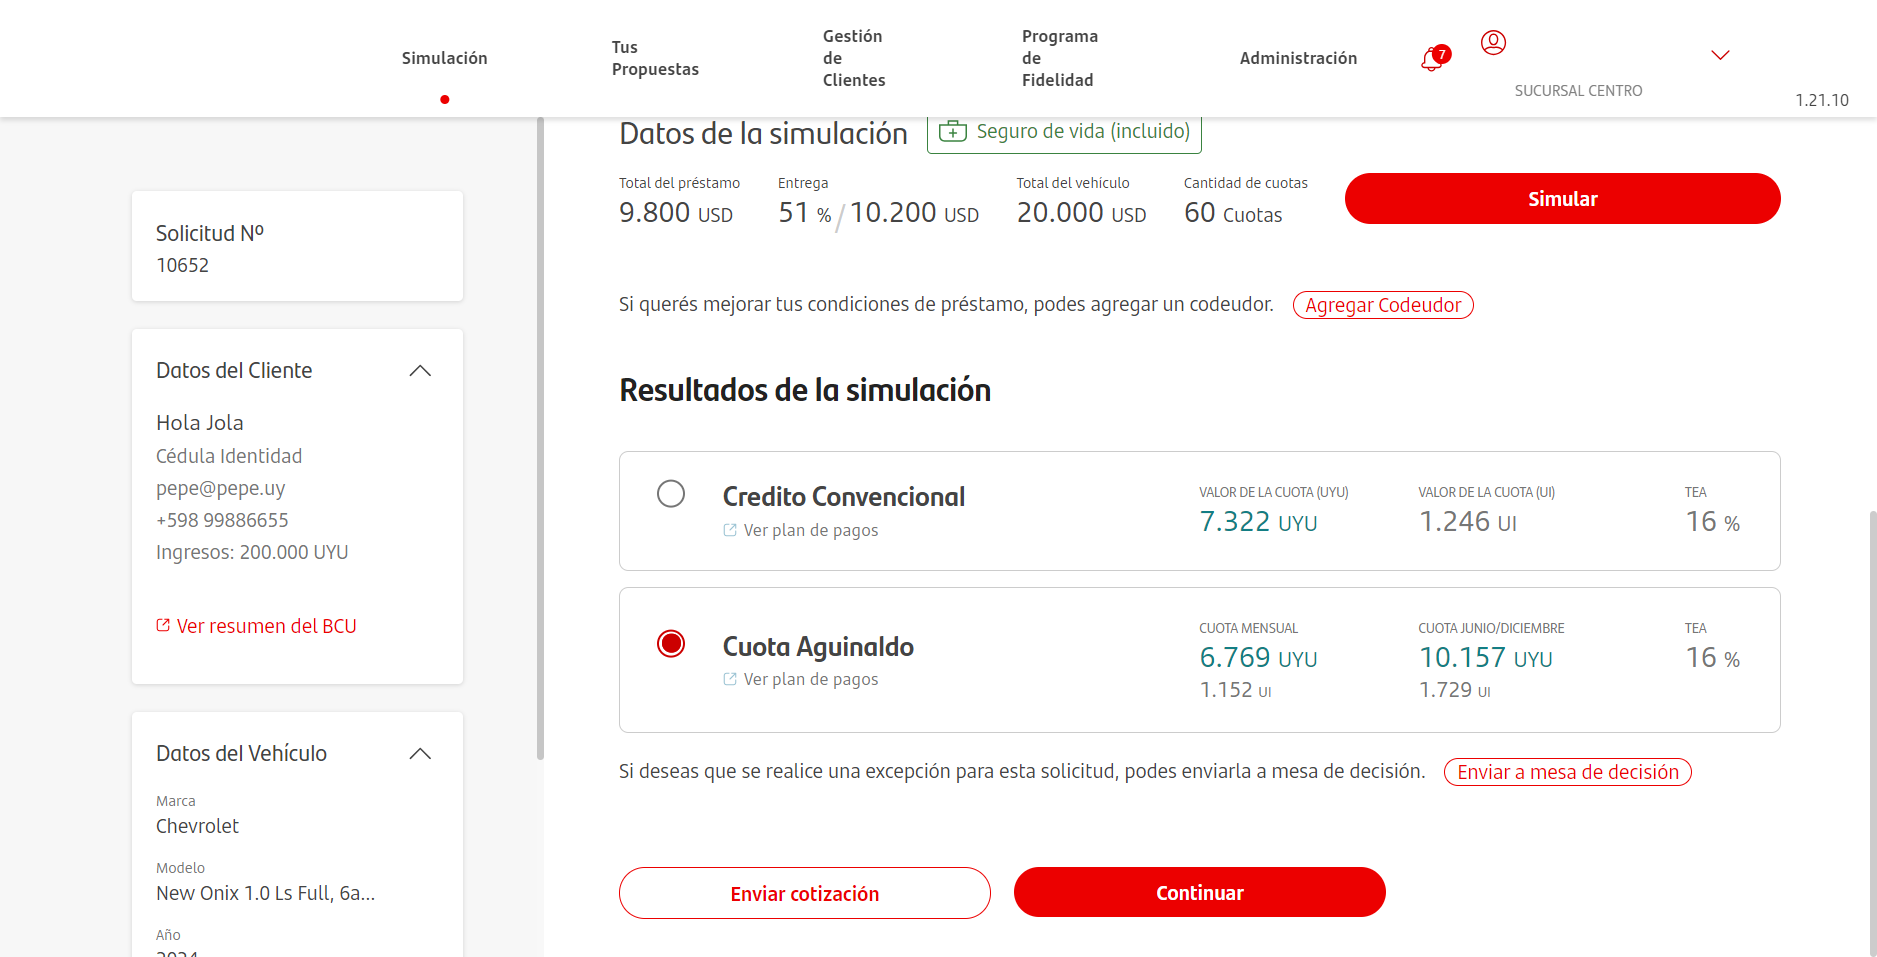 Simulación
Tus
Propuestas
Gestión
de
Clientes
Programa
de
Fidelidad
Administración
7
SUCURSAL CENTRO
1.21.10
Solicitud Nº
10652
Datos del Cliente
Hola Jola
Cédula Identidad
pepe@pepe.uy
+598 99886655
Ingresos: 200.000 UYU
Ver resumen del BCU
Datos del Vehículo
Marca
Chevrolet
Modelo
New Onix 1.0 Ls Full, 6a...
Año
2024
Datos de la simulación
Seguro de vida (incluido)
Total del préstamo
9.800 USD
Entrega
51 % / 10.200 USD
Total del vehículo
20.000 USD
Cantidad de cuotas
60 Cuotas
Simular
Si querés mejorar tus condiciones de préstamo, podes agregar un codeudor.
Agregar Codeudor
Resultados de la simulación
Credito Convencional
Ver plan de pagos
VALOR DE LA CUOTA (UYU)
7.322 UYU
VALOR DE LA CUOTA (UI)
1.246 UI
TEA
16 %
Cuota Aguinaldo
Ver plan de pagos
CUOTA MENSUAL
6.769 UYU
1.152 UI
CUOTA JUNIO/DICIEMBRE
10.157 UYU
1.729 UI
TEA
16 %
Si deseas que se realice una excepción para esta solicitud, podes enviarla a mesa de decisión.
Enviar a mesa de decisión
Enviar cotización
Continuar